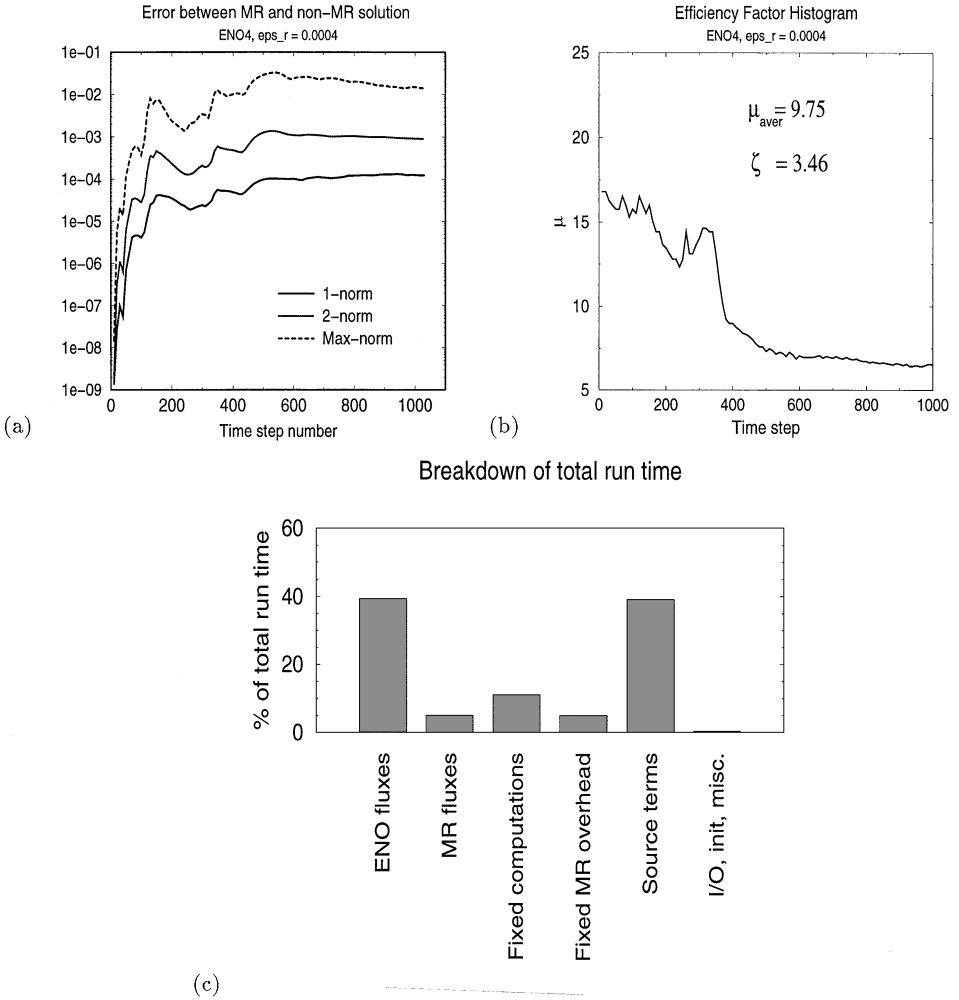 Error between MR and non−MR solution
ENO4, eps_r = 0.0004
1e−01
1e−02
1e−03
1e−04
1e−05
1e−06
1e−07
1e−08
1e−09
1−norm
2−norm
Max−norm
0 200 400 600 800 1000
Time step number
(a)
Efficiency Factor Histogram
ENO4, eps_r = 0.0004
25
20
15
10
5
μ
μaver= 9.75
ζ = 3.46
0 200 400 600 800 1000
Time step
(b)
Breakdown of total run time
% of total run time
60
40
20
0
ENO fluxes
MR fluxes
Fixed computations
Fixed MR overhead
Source terms
I/O, init, misc.
(c)